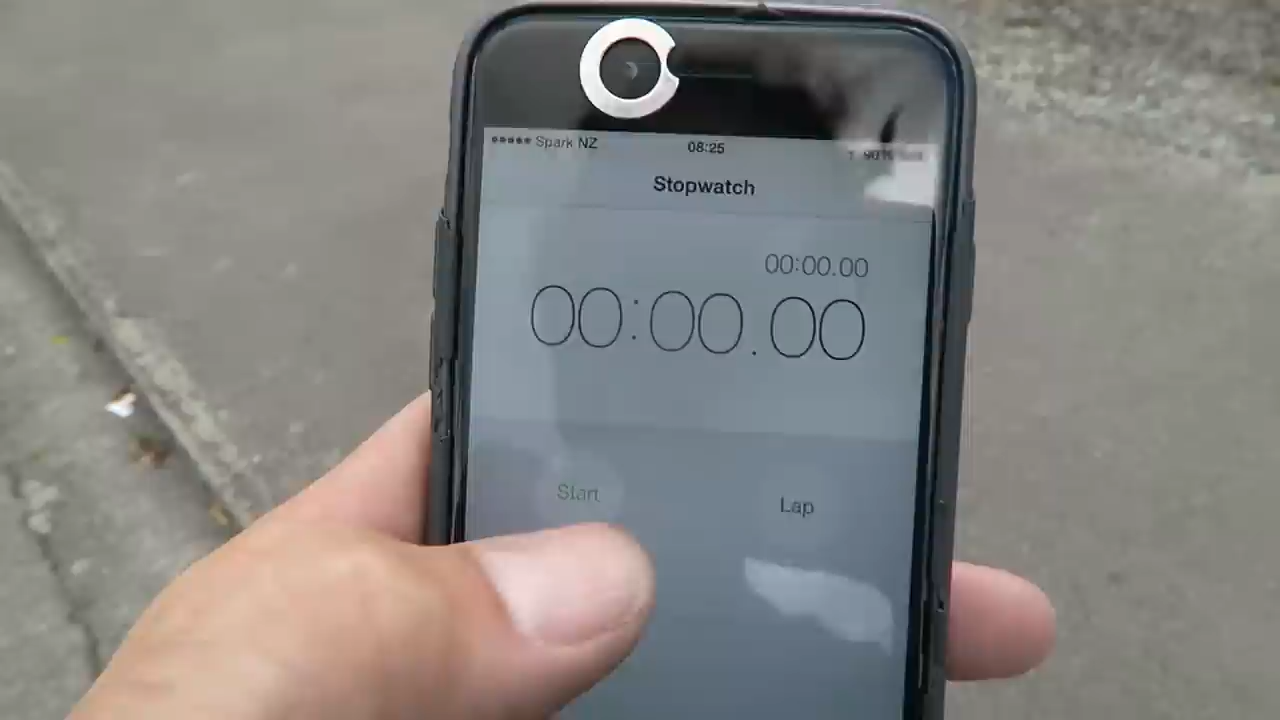 Spark NZ 08:25
Stopwatch
00:00.00
00:00.00
Start Lap